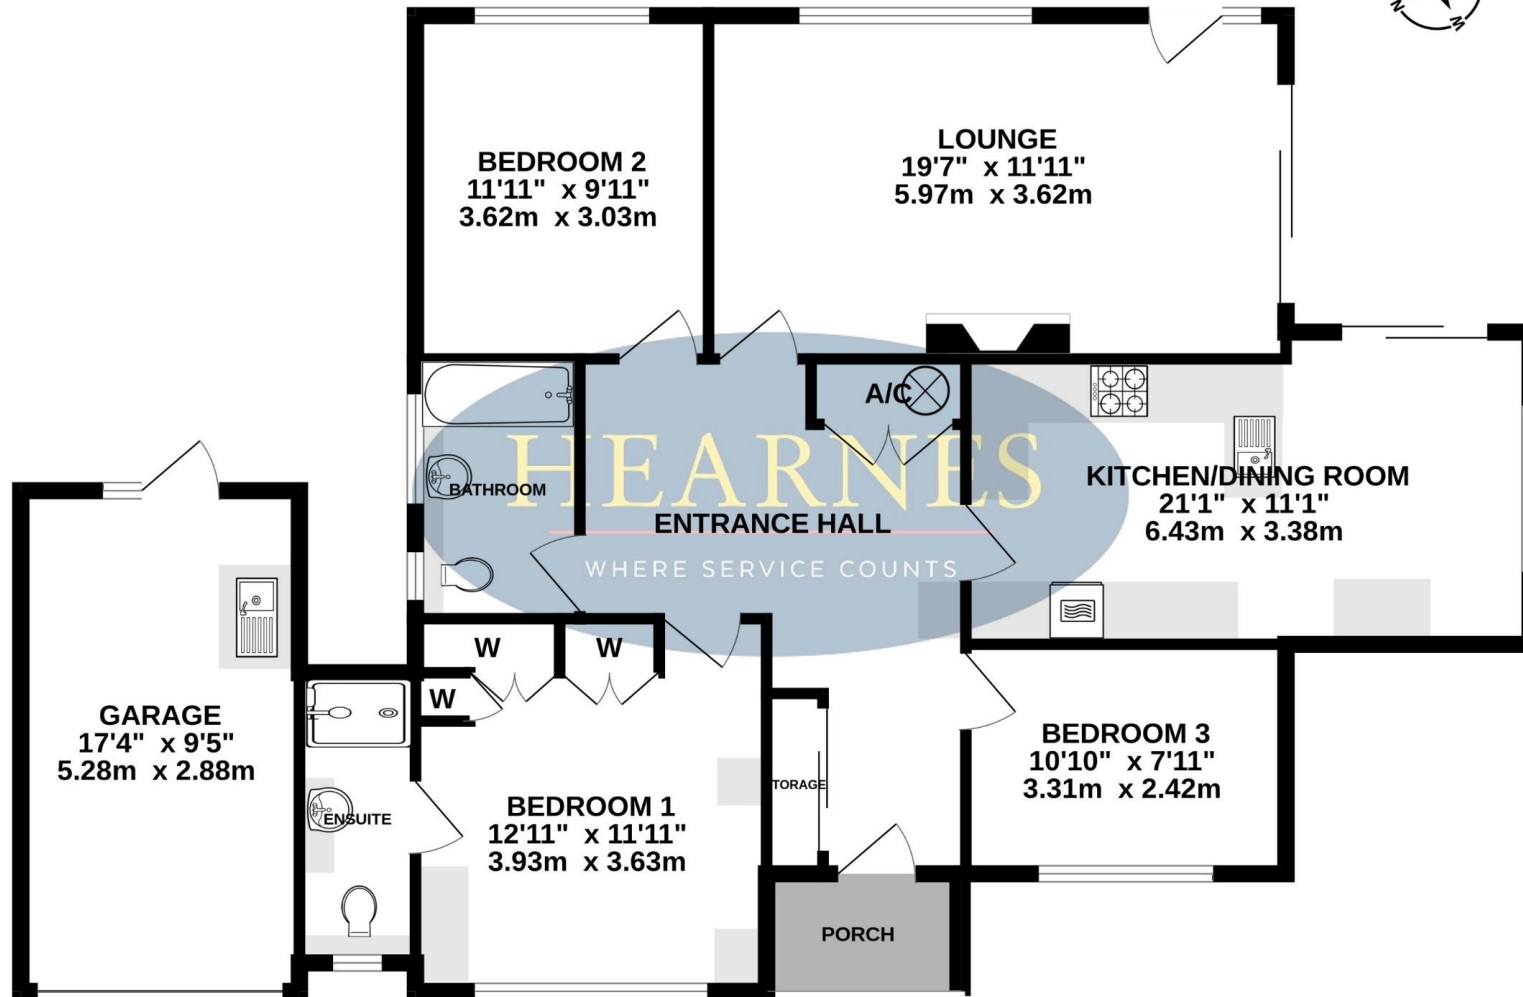 N
W
BEDROOM 2
11'11" x 9'11"
3.62m x 3.03m
LOUNGE
19'7" x 11'11"
5.97m x 3.62m
A/C
HEARNES
BATHROOM
ENTRANCE HALL
WHERE SERVICE COUNTS
KITCHEN/DINING ROOM
21'1" x 11'1"
6.43m x 3.38m
W
W
W
GARAGE
17'4" x 9'5"
5.28m x 2.88m
ENSUITE
BEDROOM 1
12'11" x 11'11"
3.93m x 3.63m
TORAGE
BEDROOM 3
10'10" x 7'11"
3.31m x 2.42m
PORCH